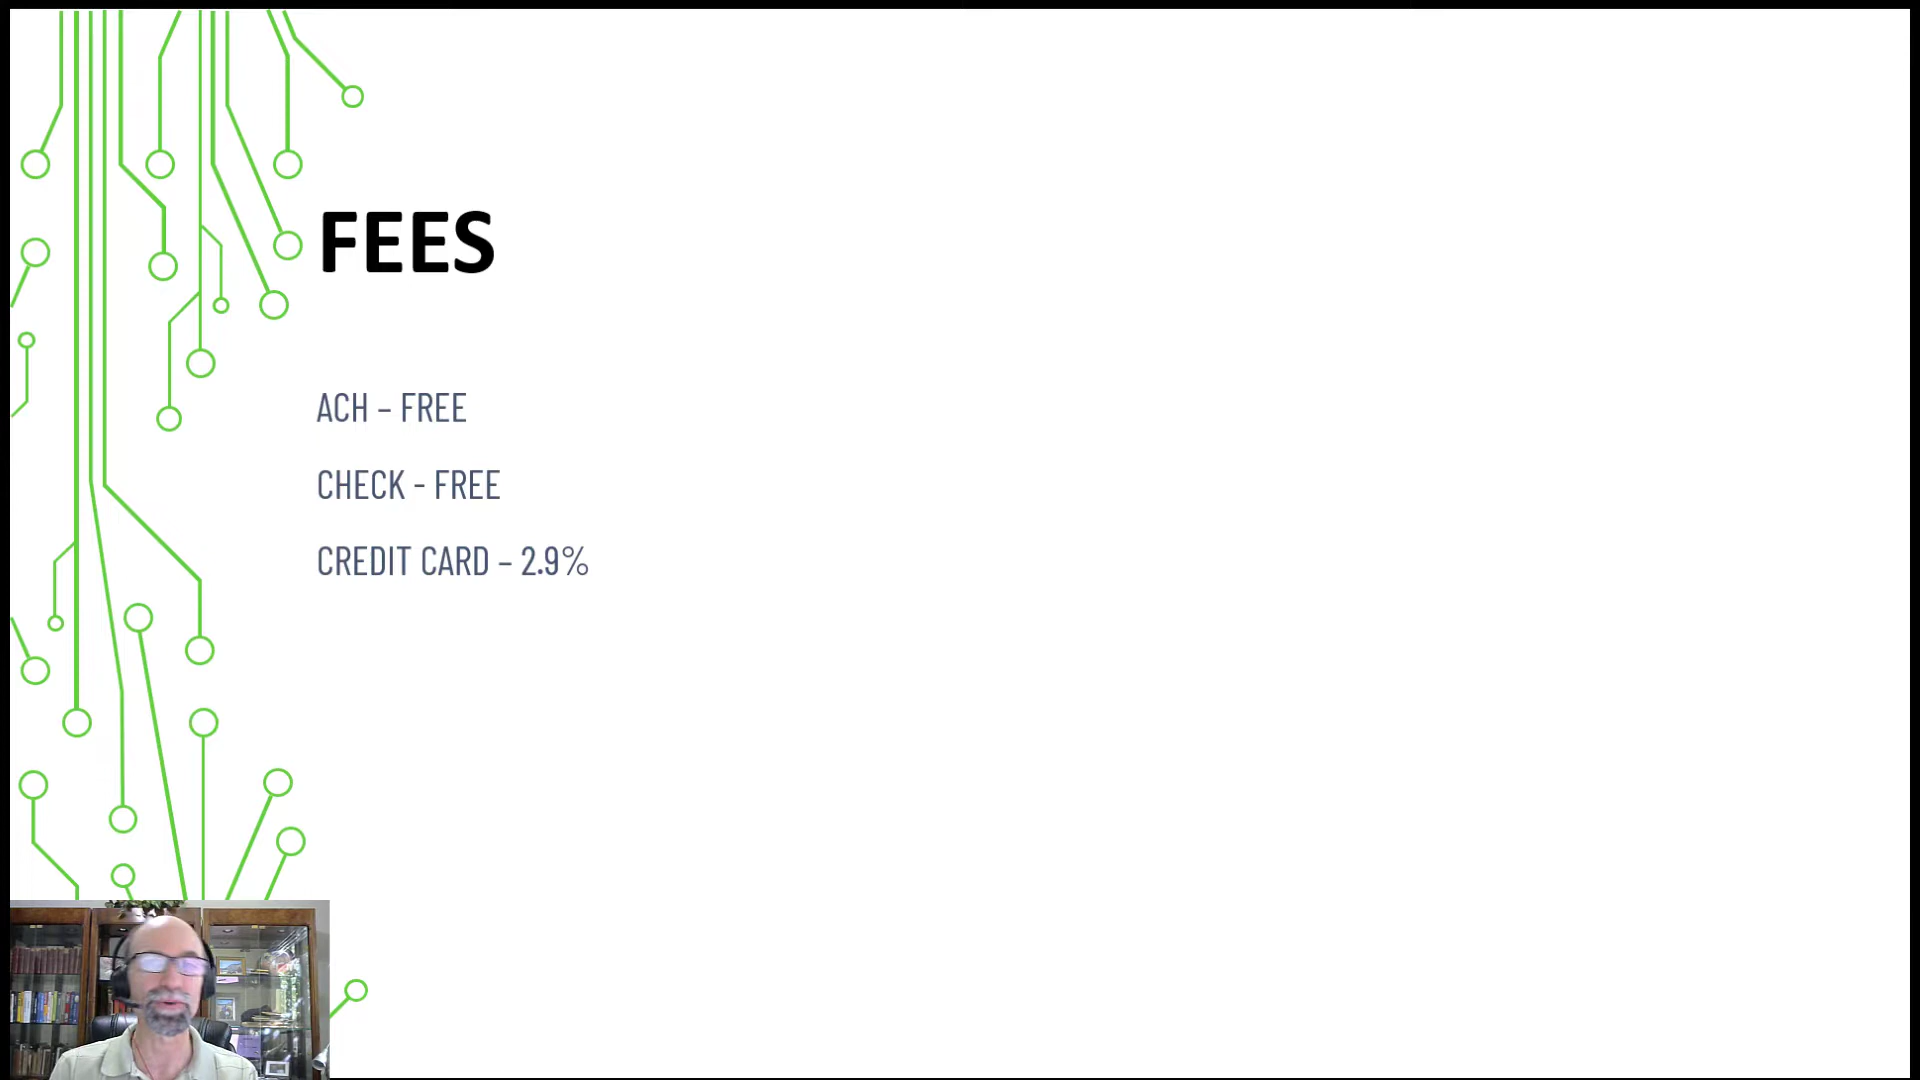 FEES
ACH – FREE
CHECK - FREE
CREDIT CARD – 2.9%